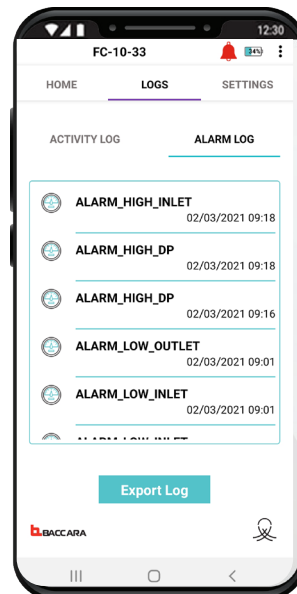 12:30
FC-10-33
34%
HOME LOGS SETTINGS
ACTIVITY LOG ALARM LOG
ALARM_HIGH_INLET
02/03/2021 09:18
ALARM_HIGH_DP
02/03/2021 09:18
ALARM_HIGH_DP
02/03/2021 09:16
ALARM_LOW_OUTLET
02/03/2021 09:01
ALARM_LOW_INLET
02/03/2021 09:01
ALARM_LOW_INLET
Export Log
BACCARA